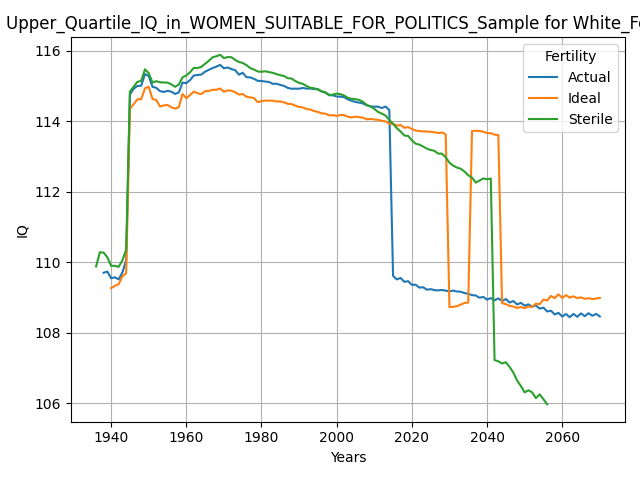 Upper_Quartile_IQ_in_WOMEN_SUITABLE_FOR_POLITICS_Sample for White_Fe
116
114
112
110
108
106
IQ
Fertility
Actual
Ideal
Sterile
1940
1960
1980
2000
2020
2040
2060
Years